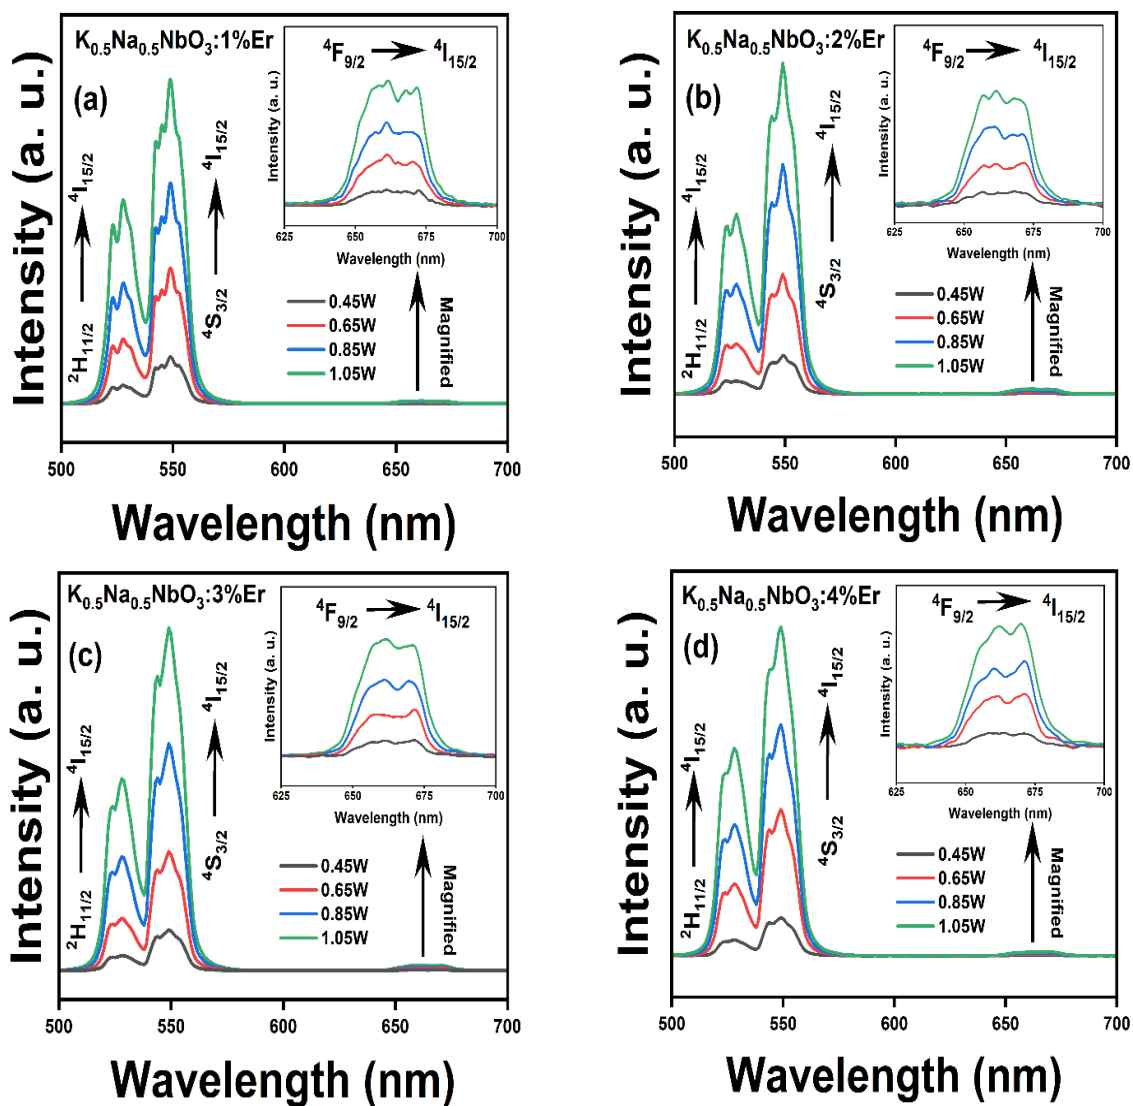 K0.5Na0.5NbO3:1%Er
(a)
4F9/2 4I15/2
Intensity (a. u.)
625 650 675 700
Wavelength (nm)
2H11/2 4I15/2
4S3/2 4I15/2
0.45W
0.65W
0.85W
1.05W
Magnified
Intensity (a. u.)
500 550 600 650 700
Wavelength (nm)
K0.5Na0.5NbO3:2%Er
(b)
4F9/2 4I15/2
Intensity (a. u.)
625 650 675 700
Wavelength (nm)
2H11/2 4I15/2
4S3/2 4I15/2
0.45W
0.65W
0.85W
1.05W
Magnified
Intensity (a. u.)
500 550 600 650 700
Wavelength (nm)
K0.5Na0.5NbO3:3%Er
(c)
4F9/2 4I15/2
Intensity (a. u.)
625 650 675 700
Wavelength (nm)
2H11/2 4I15/2
4S3/2 4I15/2
0.45W
0.65W
0.85W
1.05W
Magnified
Intensity (a. u.)
500 550 600 650 700
Wavelength (nm)
K0.5Na0.5NbO3:4%Er
(d)
4F9/2 4I15/2
Intensity (a. u.)
625 650 675 700
Wavelength (nm)
2H11/2 4I15/2
4S3/2 4I15/2
0.45W
0.65W
0.85W
1.05W
Magnified
Intensity (a. u.)
500 550 600 650 700
Wavelength (nm)